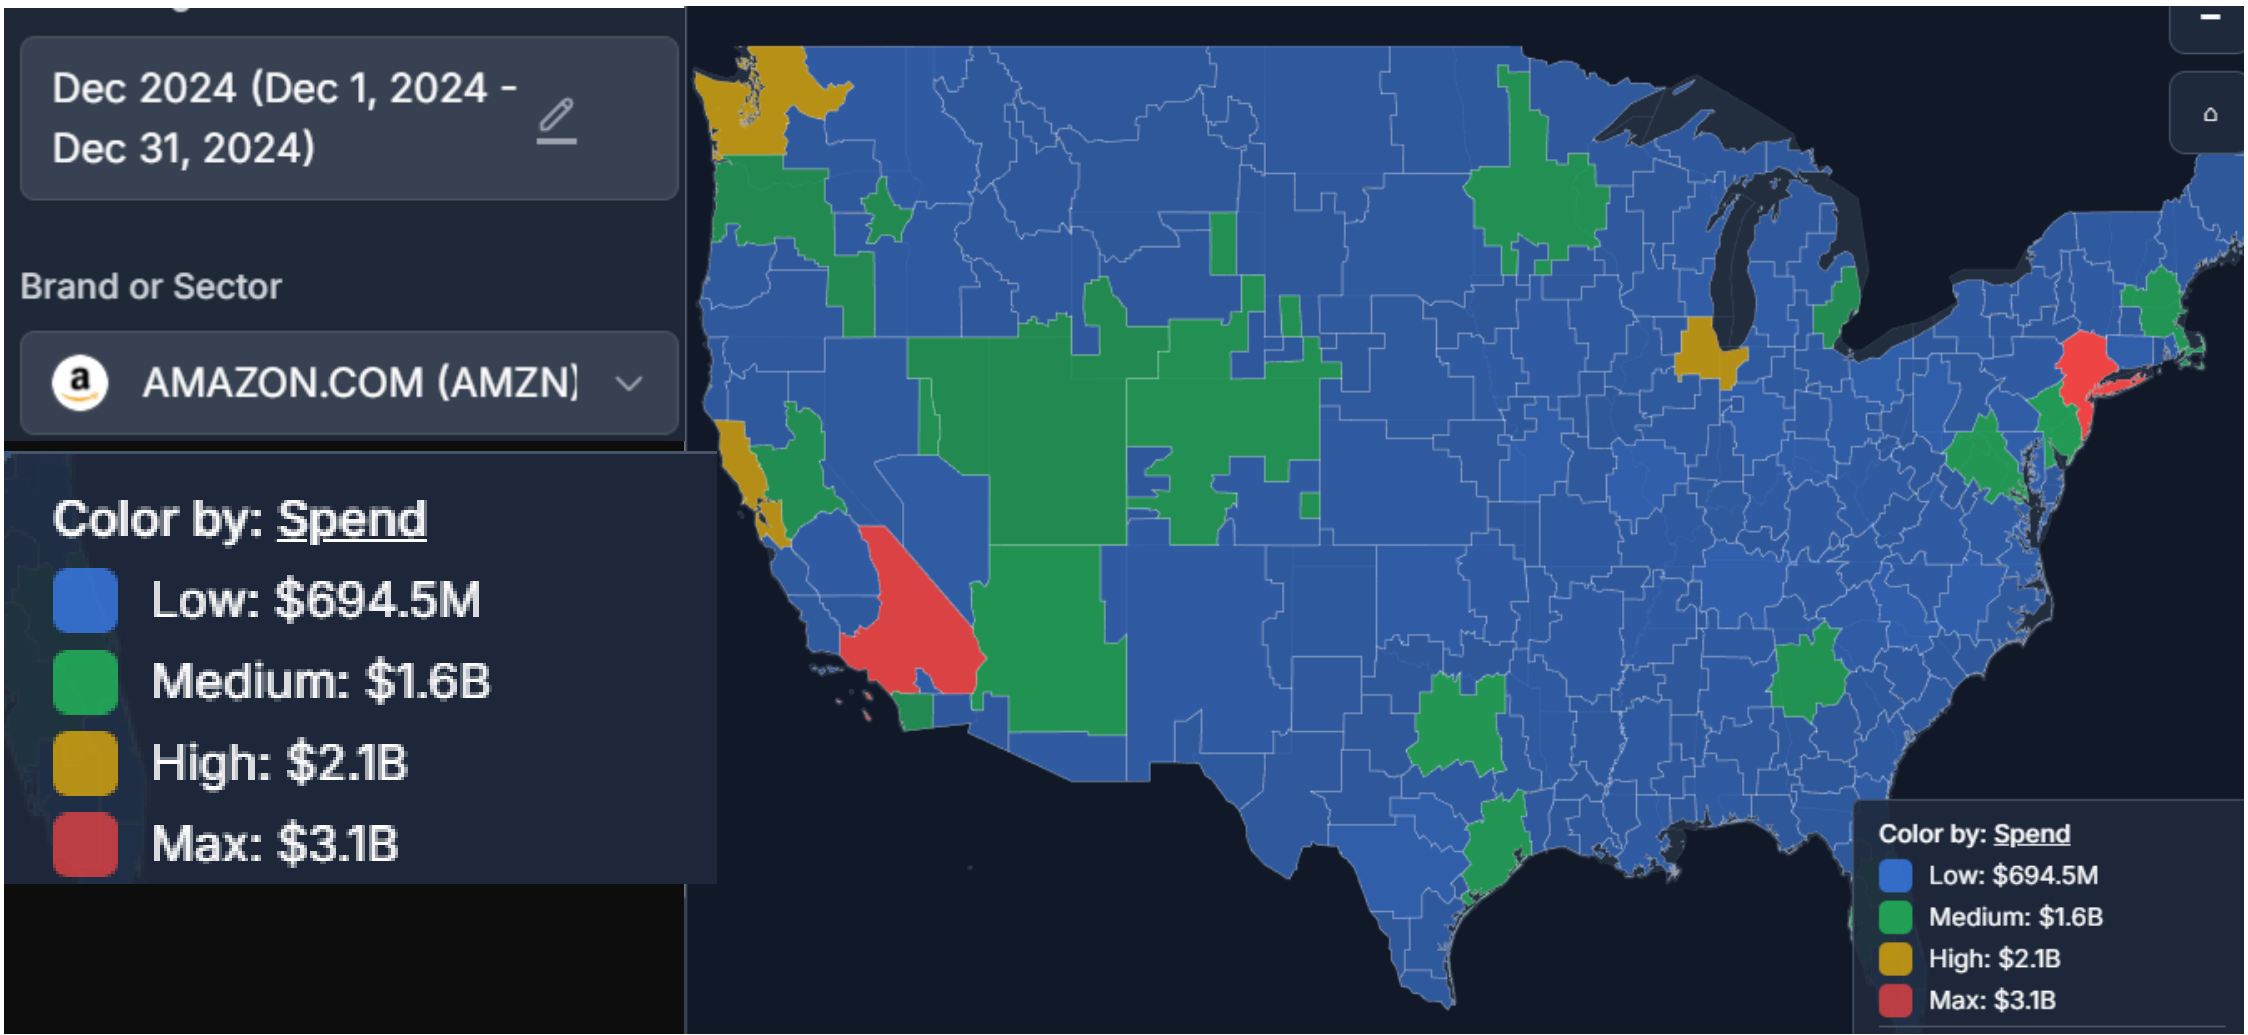 Dec 2024 (Dec 1, 2024 -
Dec 31, 2024)
Brand or Sector
a
AMAZON.COM (AMZN)
Color by: Spend
Low: $694.5M
Medium: $1.6B
High: $2.1B
Max: $3.1B
Color by: Spend
Low: $694.5M
Medium: $1.6B
High: $2.1B
Max: $3.1B